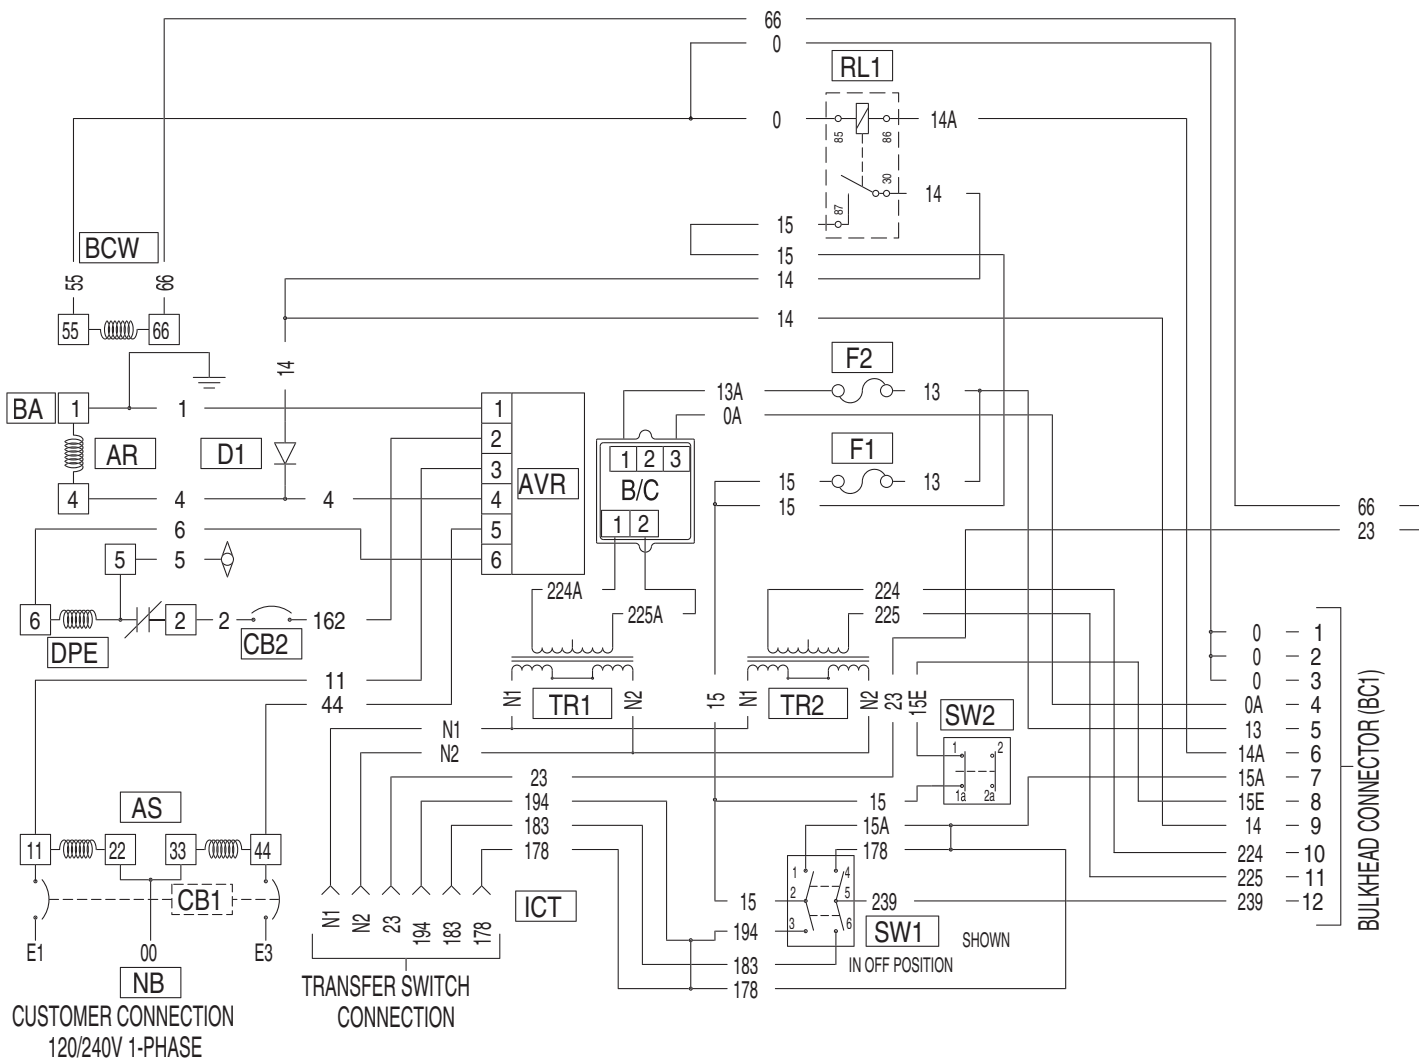 66
0
RL1
0
14A
85
86
30
14
87
15
BCW
15
14
55
66
55
66
14
14
F2
BA
1
1
13A
13
0A
1
2
3
4
5
6
AVR
AR
D1
1 2 3
B/C
1 2
F1
15
13
15
4
4
4
6
66
23
5
5
224A
225A
224
225
6
2
2
CB2
162
DPE
11
44
N1
TR1
N2
15
N1
TR2
N2
23
15E
SW2
1
2
1a
2a
N1
N2
23
194
183
178
15
15A
178
AS
11
22
33
44
CB1
E1
00
E3
NB
CUSTOMER CONNECTION
120/240V 1-PHASE
N1
N2
23
194
183
178
ICT
TRANSFER SWITCH
CONNECTION
1
4
2
5
3
6
15
239
194
SW1
SHOWN
IN OFF POSITION
183
178
0 1
0 2
0 3
0A 4
13 5
14A 6
15A 7
15E 8
14 9
224 10
225 11
239 12
BULKHEAD CONNECTOR (BC1)